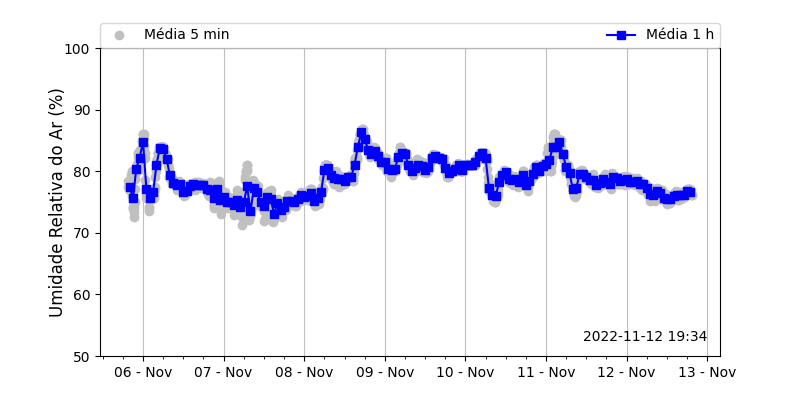 Média 5 min
Média 1 h
Umidade Relativa do Ar (%)
100
90
80
70
60
50
2022-11-12 19:34
06 - Nov
07 - Nov
08 - Nov
09 - Nov
10 - Nov
11 - Nov
12 - Nov
13 - Nov